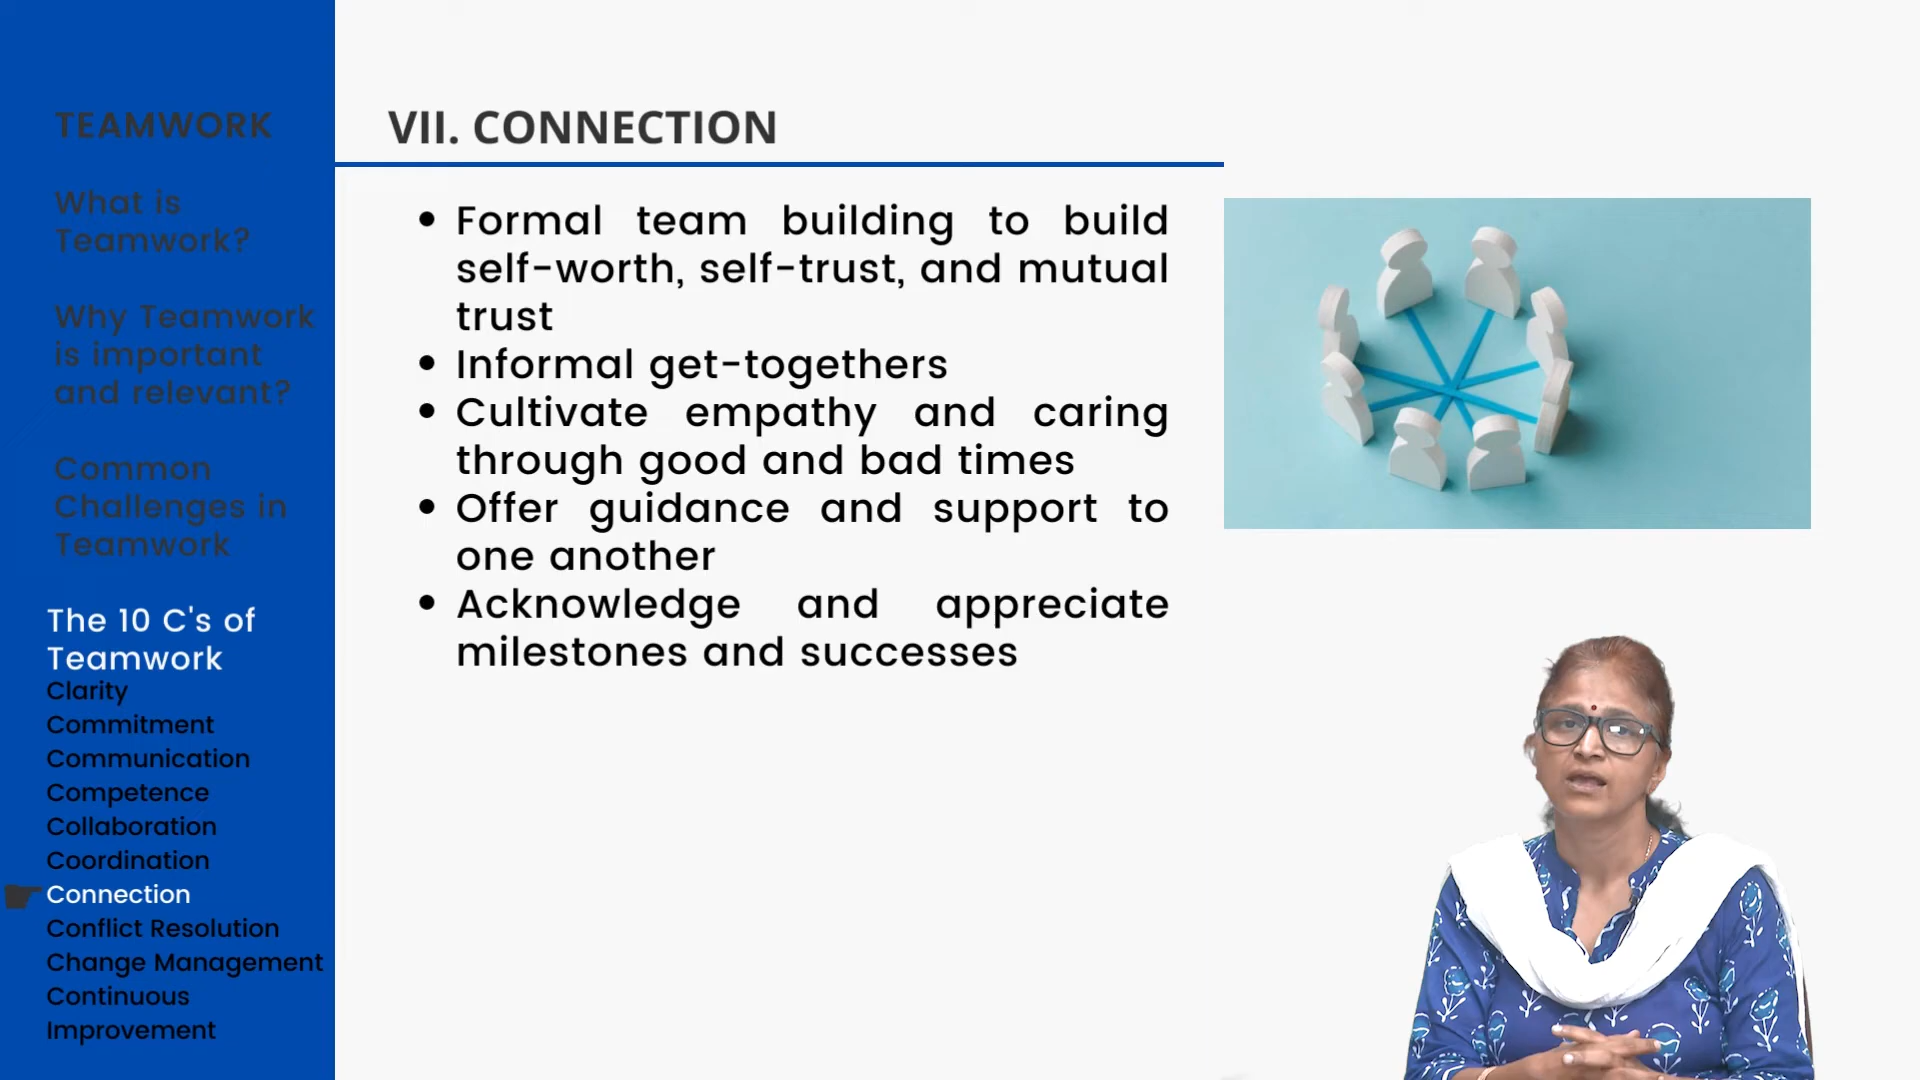 TEAMWORK
What is
Teamwork?
Why Teamwork
is important
and relevant?
Common
Challenges in
Teamwork
The 10 C's of
Teamwork
Clarity
Commitment
Communication
Competence
Collaboration
Coordination
Connection
Conflict Resolution
Change Management
Continuous
Improvement
VII. CONNECTION
• Formal team building to build
self-worth, self-trust, and mutual
trust
• Informal get-togethers
• Cultivate empathy and caring
through good and bad times
• Offer guidance and support to
one another
• Acknowledge and appreciate
milestones and successes